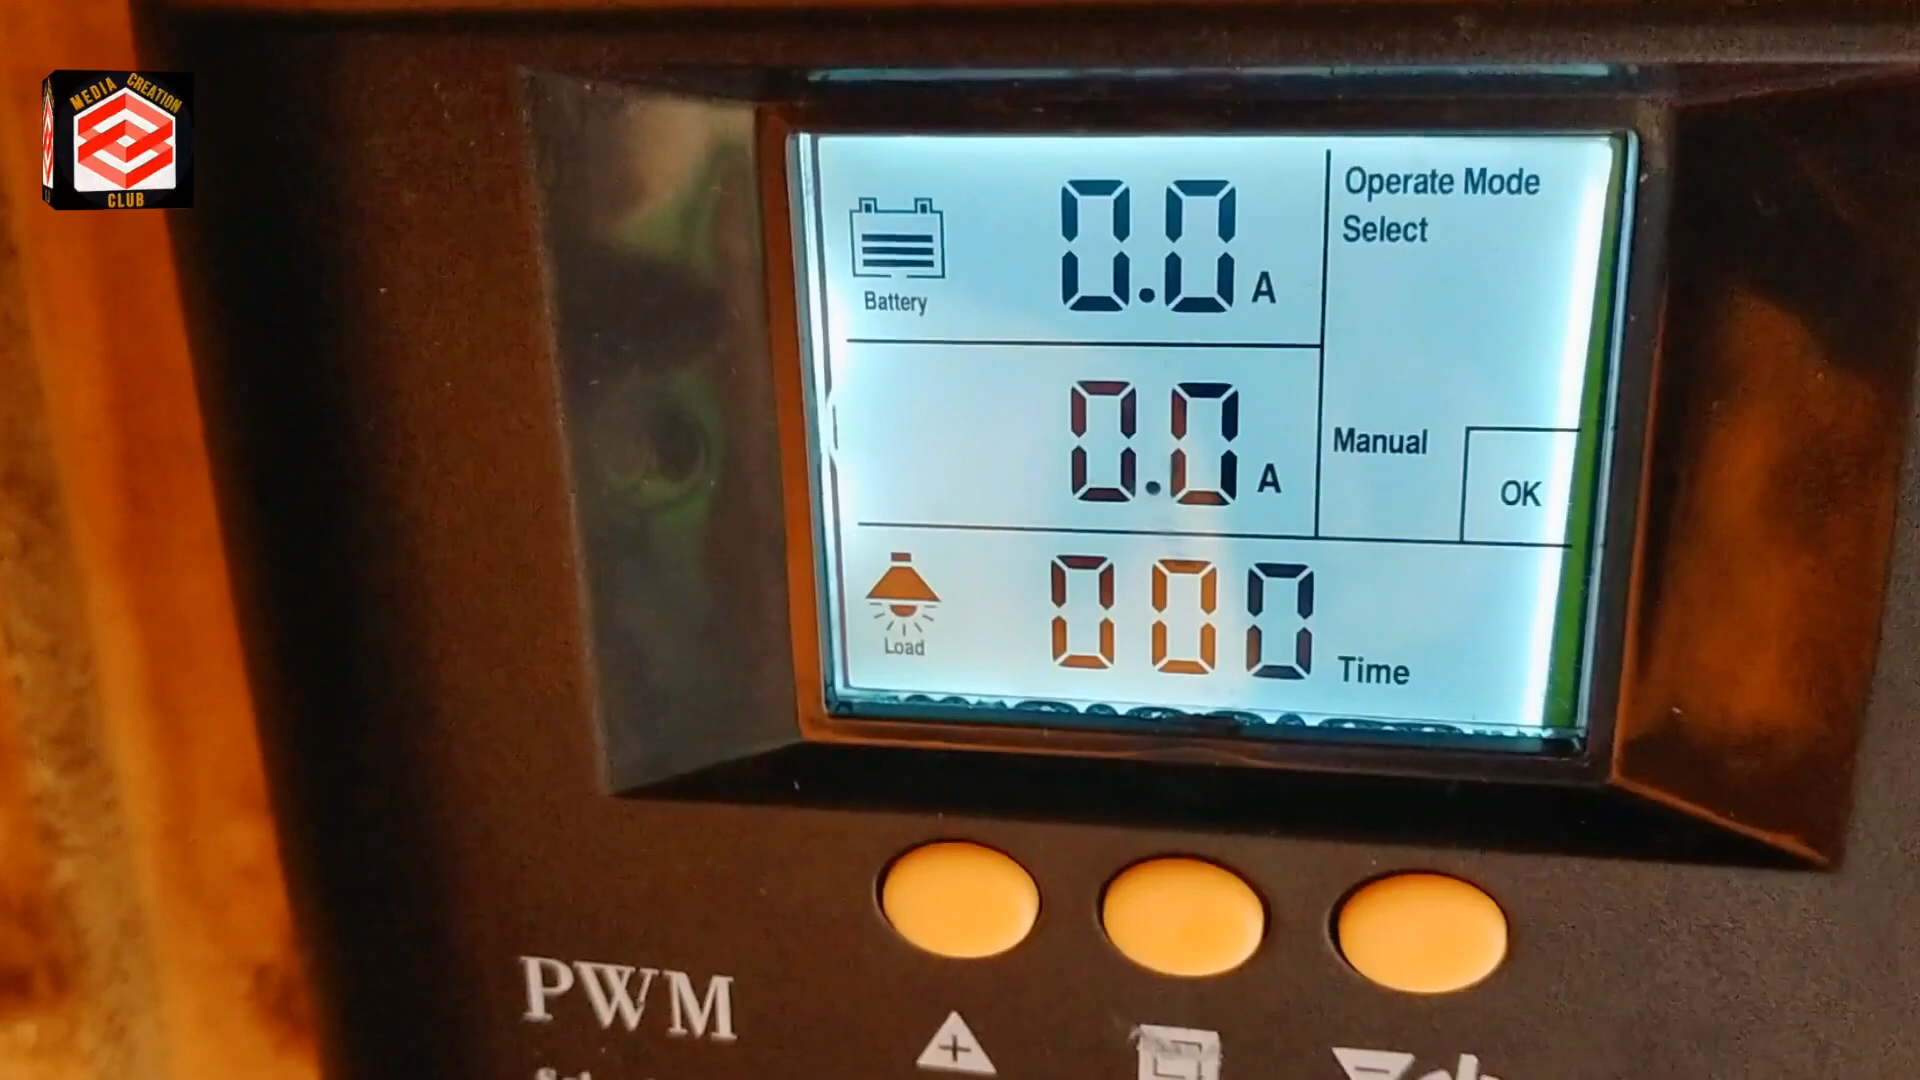 MEDIA CREATION
CLUB
0.0 A
Battery
Operate Mode
Select
0.0 A
Manual
OK
000 Time
Load
PWM